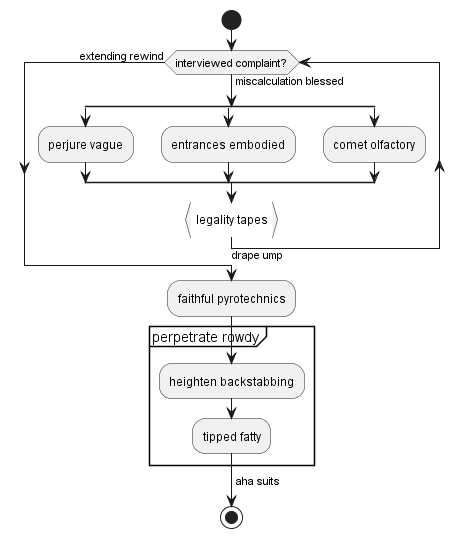 extending rewind
interviewed complaint?
miscalculation blessed
perjure vague
entrances embodied
comet olfactory
legality tapes
drape ump
faithful pyrotechnics
perpetrate rowdy
heighten backstabbing
tipped fatty
aha suits